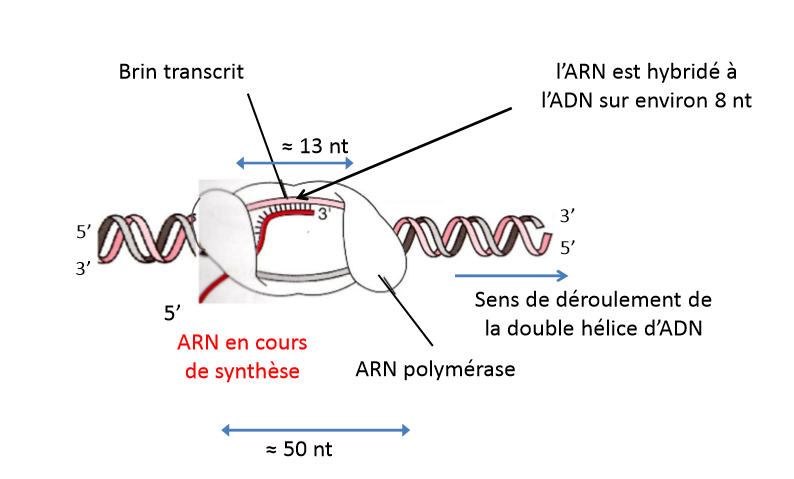 Brin transcrit
l’ARN est hybridé à
l’ADN sur environ 8 nt
≈ 13 nt
3'
5’
3’
3’
5’
Sens de déroulement de
la double hélice d’ADN
5’
ARN en cours
de synthèse
ARN polymérase
≈ 50 nt